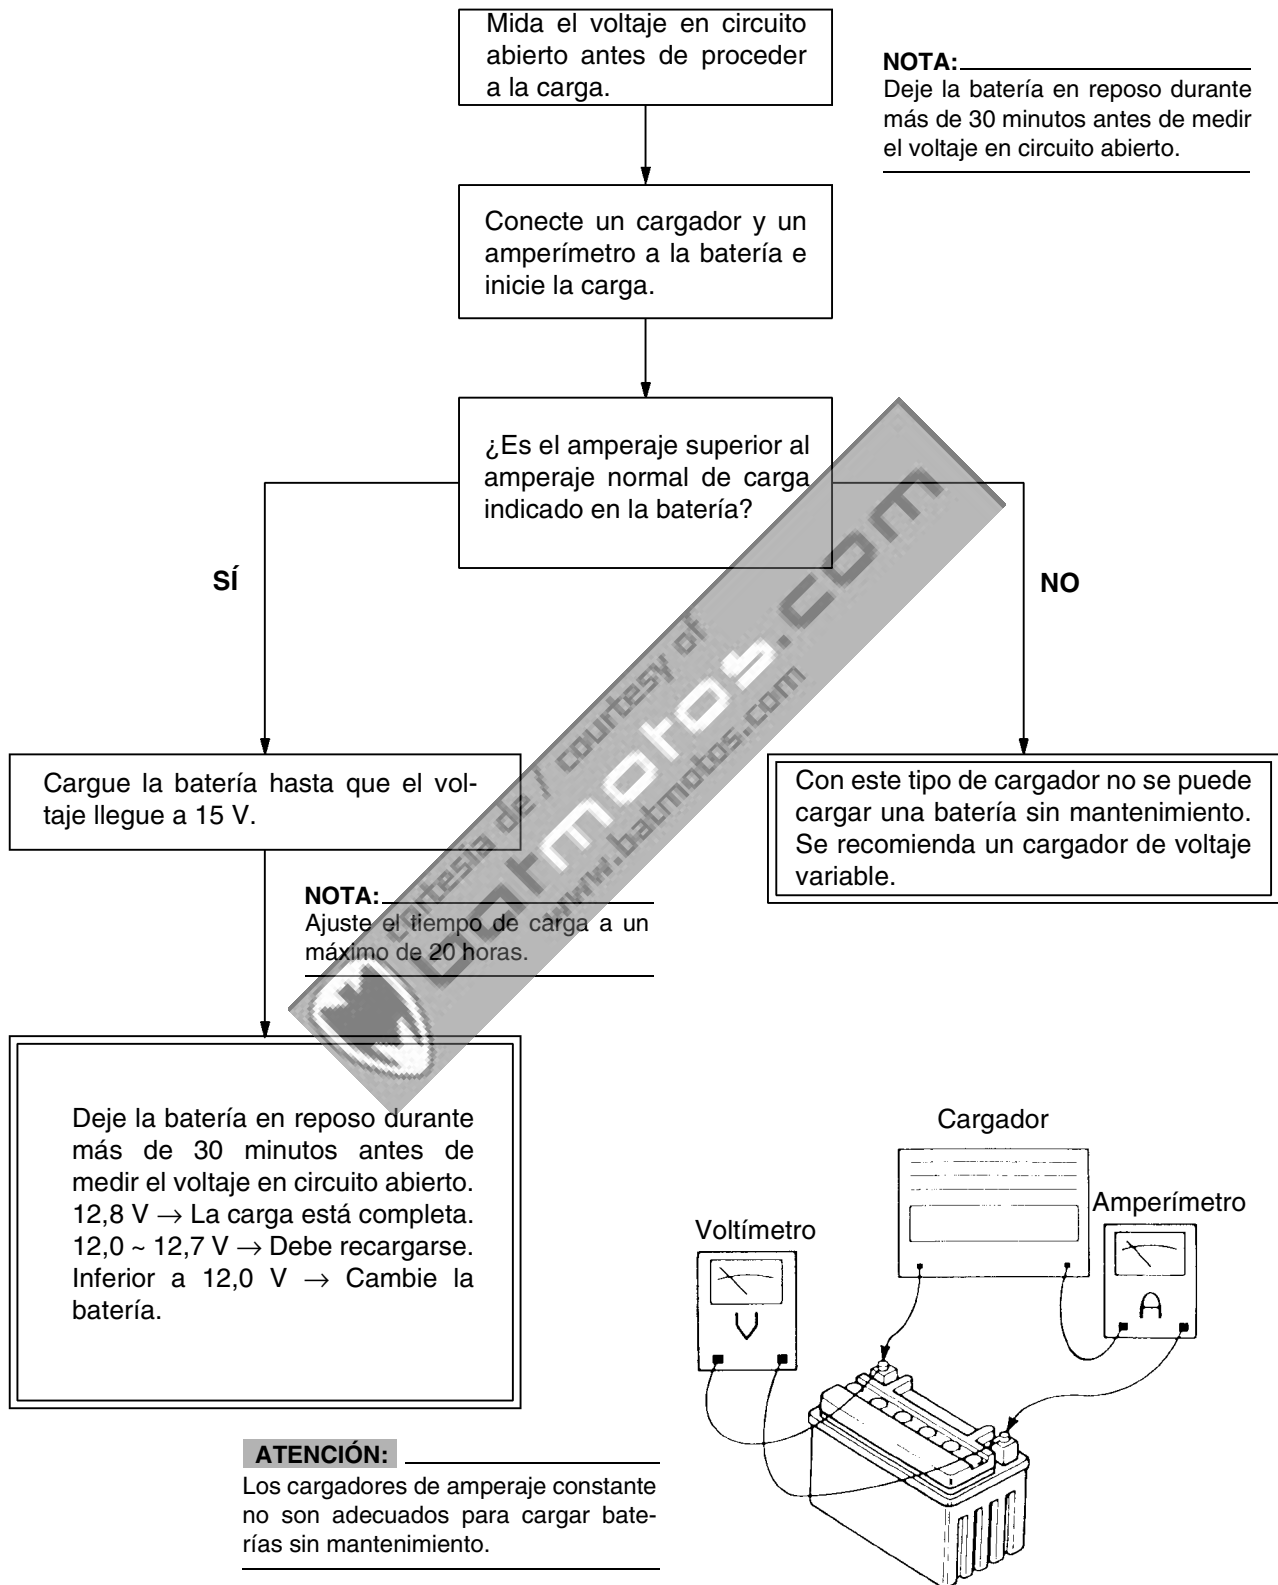 Mida el voltaje en circuito
abierto antes de proceder
a la carga.
NOTA:
Deje la batería en reposo durante
más de 30 minutos antes de medir
el voltaje en circuito abierto.
Conecte un cargador y un
amperímetro a la batería e
inicie la carga.
¿Es el amperaje superior al
amperaje normal de carga
indicado en la batería?
SÍ
NO
Cargue la batería hasta que el vol-
taje llegue a 15 V.
Con este tipo de cargador no se puede
cargar una batería sin mantenimiento.
Se recomienda un cargador de voltaje
variable.
NOTA:
Ajuste el tiempo de carga a un
máximo de 20 horas.
cortesia de / courtesy of
batmotos.com
www.batmotos.com
Deje la batería en reposo durante
más de 30 minutos antes de
medir el voltaje en circuito abierto.
12,8 V → La carga está completa.
12,0 ~ 12,7 V → Debe recargarse.
Inferior a 12,0 V → Cambie la
batería.
Cargador
Amperímetro
Voltímetro
V
A
ATENCIÓN:
Los cargadores de amperaje constante
no son adecuados para cargar bate-
rías sin mantenimiento.